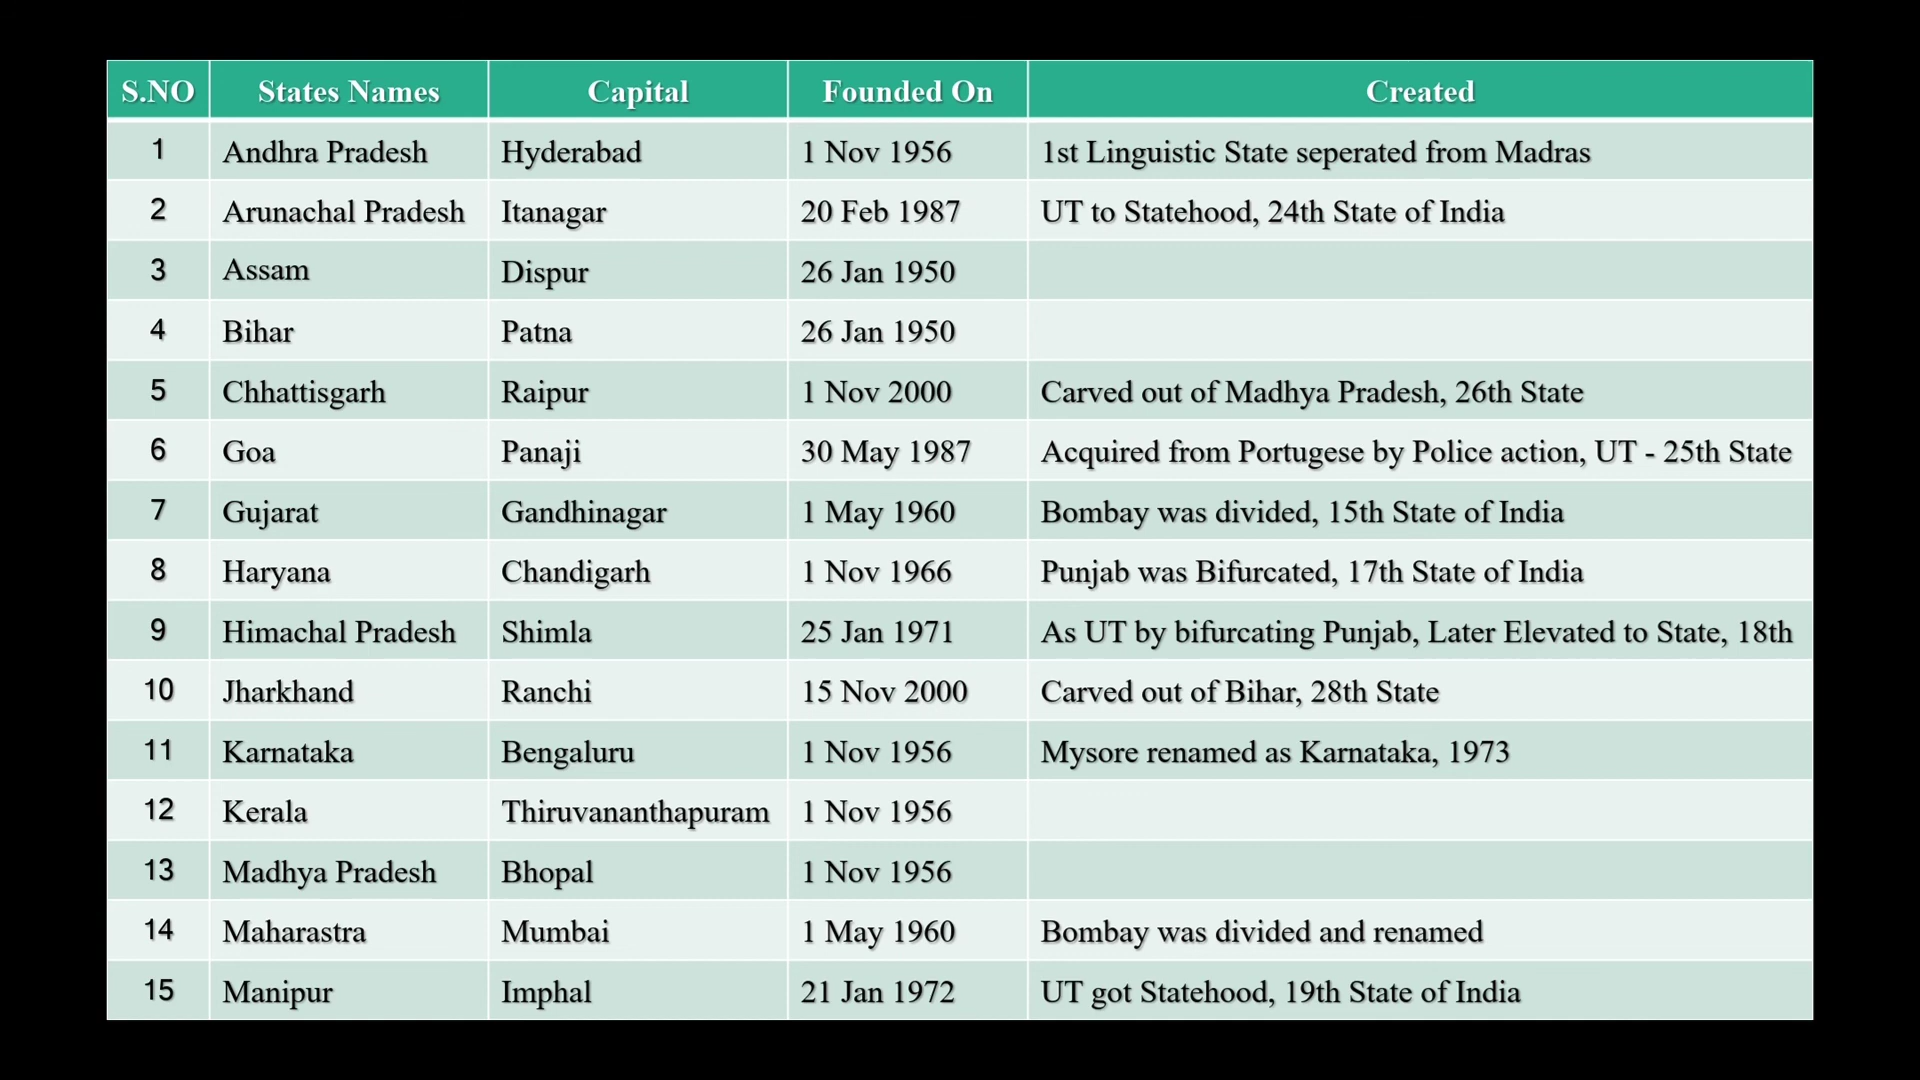 S.NO States Names Capital Founded On Created
1 Andhra Pradesh Hyderabad 1 Nov 1956 1st Linguistic State seperated from Madras
2 Arunachal Pradesh Itanagar 20 Feb 1987 UT to Statehood, 24th State of India
3 Assam Dispur 26 Jan 1950
4 Bihar Patna 26 Jan 1950
5 Chhattisgarh Raipur 1 Nov 2000 Carved out of Madhya Pradesh, 26th State
6 Goa Panaji 30 May 1987 Acquired from Portugese by Police action, UT - 25th State
7 Gujarat Gandhinagar 1 May 1960 Bombay was divided, 15th State of India
8 Haryana Chandigarh 1 Nov 1966 Punjab was Bifurcated, 17th State of India
9 Himachal Pradesh Shimla 25 Jan 1971 As UT by bifurcating Punjab, Later Elevated to State, 18th
10 Jharkhand Ranchi 15 Nov 2000 Carved out of Bihar, 28th State
11 Karnataka Bengaluru 1 Nov 1956 Mysore renamed as Karnataka, 1973
12 Kerala Thiruvananthapuram 1 Nov 1956
13 Madhya Pradesh Bhopal 1 Nov 1956
14 Maharastra Mumbai 1 May 1960 Bombay was divided and renamed
15 Manipur Imphal 21 Jan 1972 UT got Statehood, 19th State of India